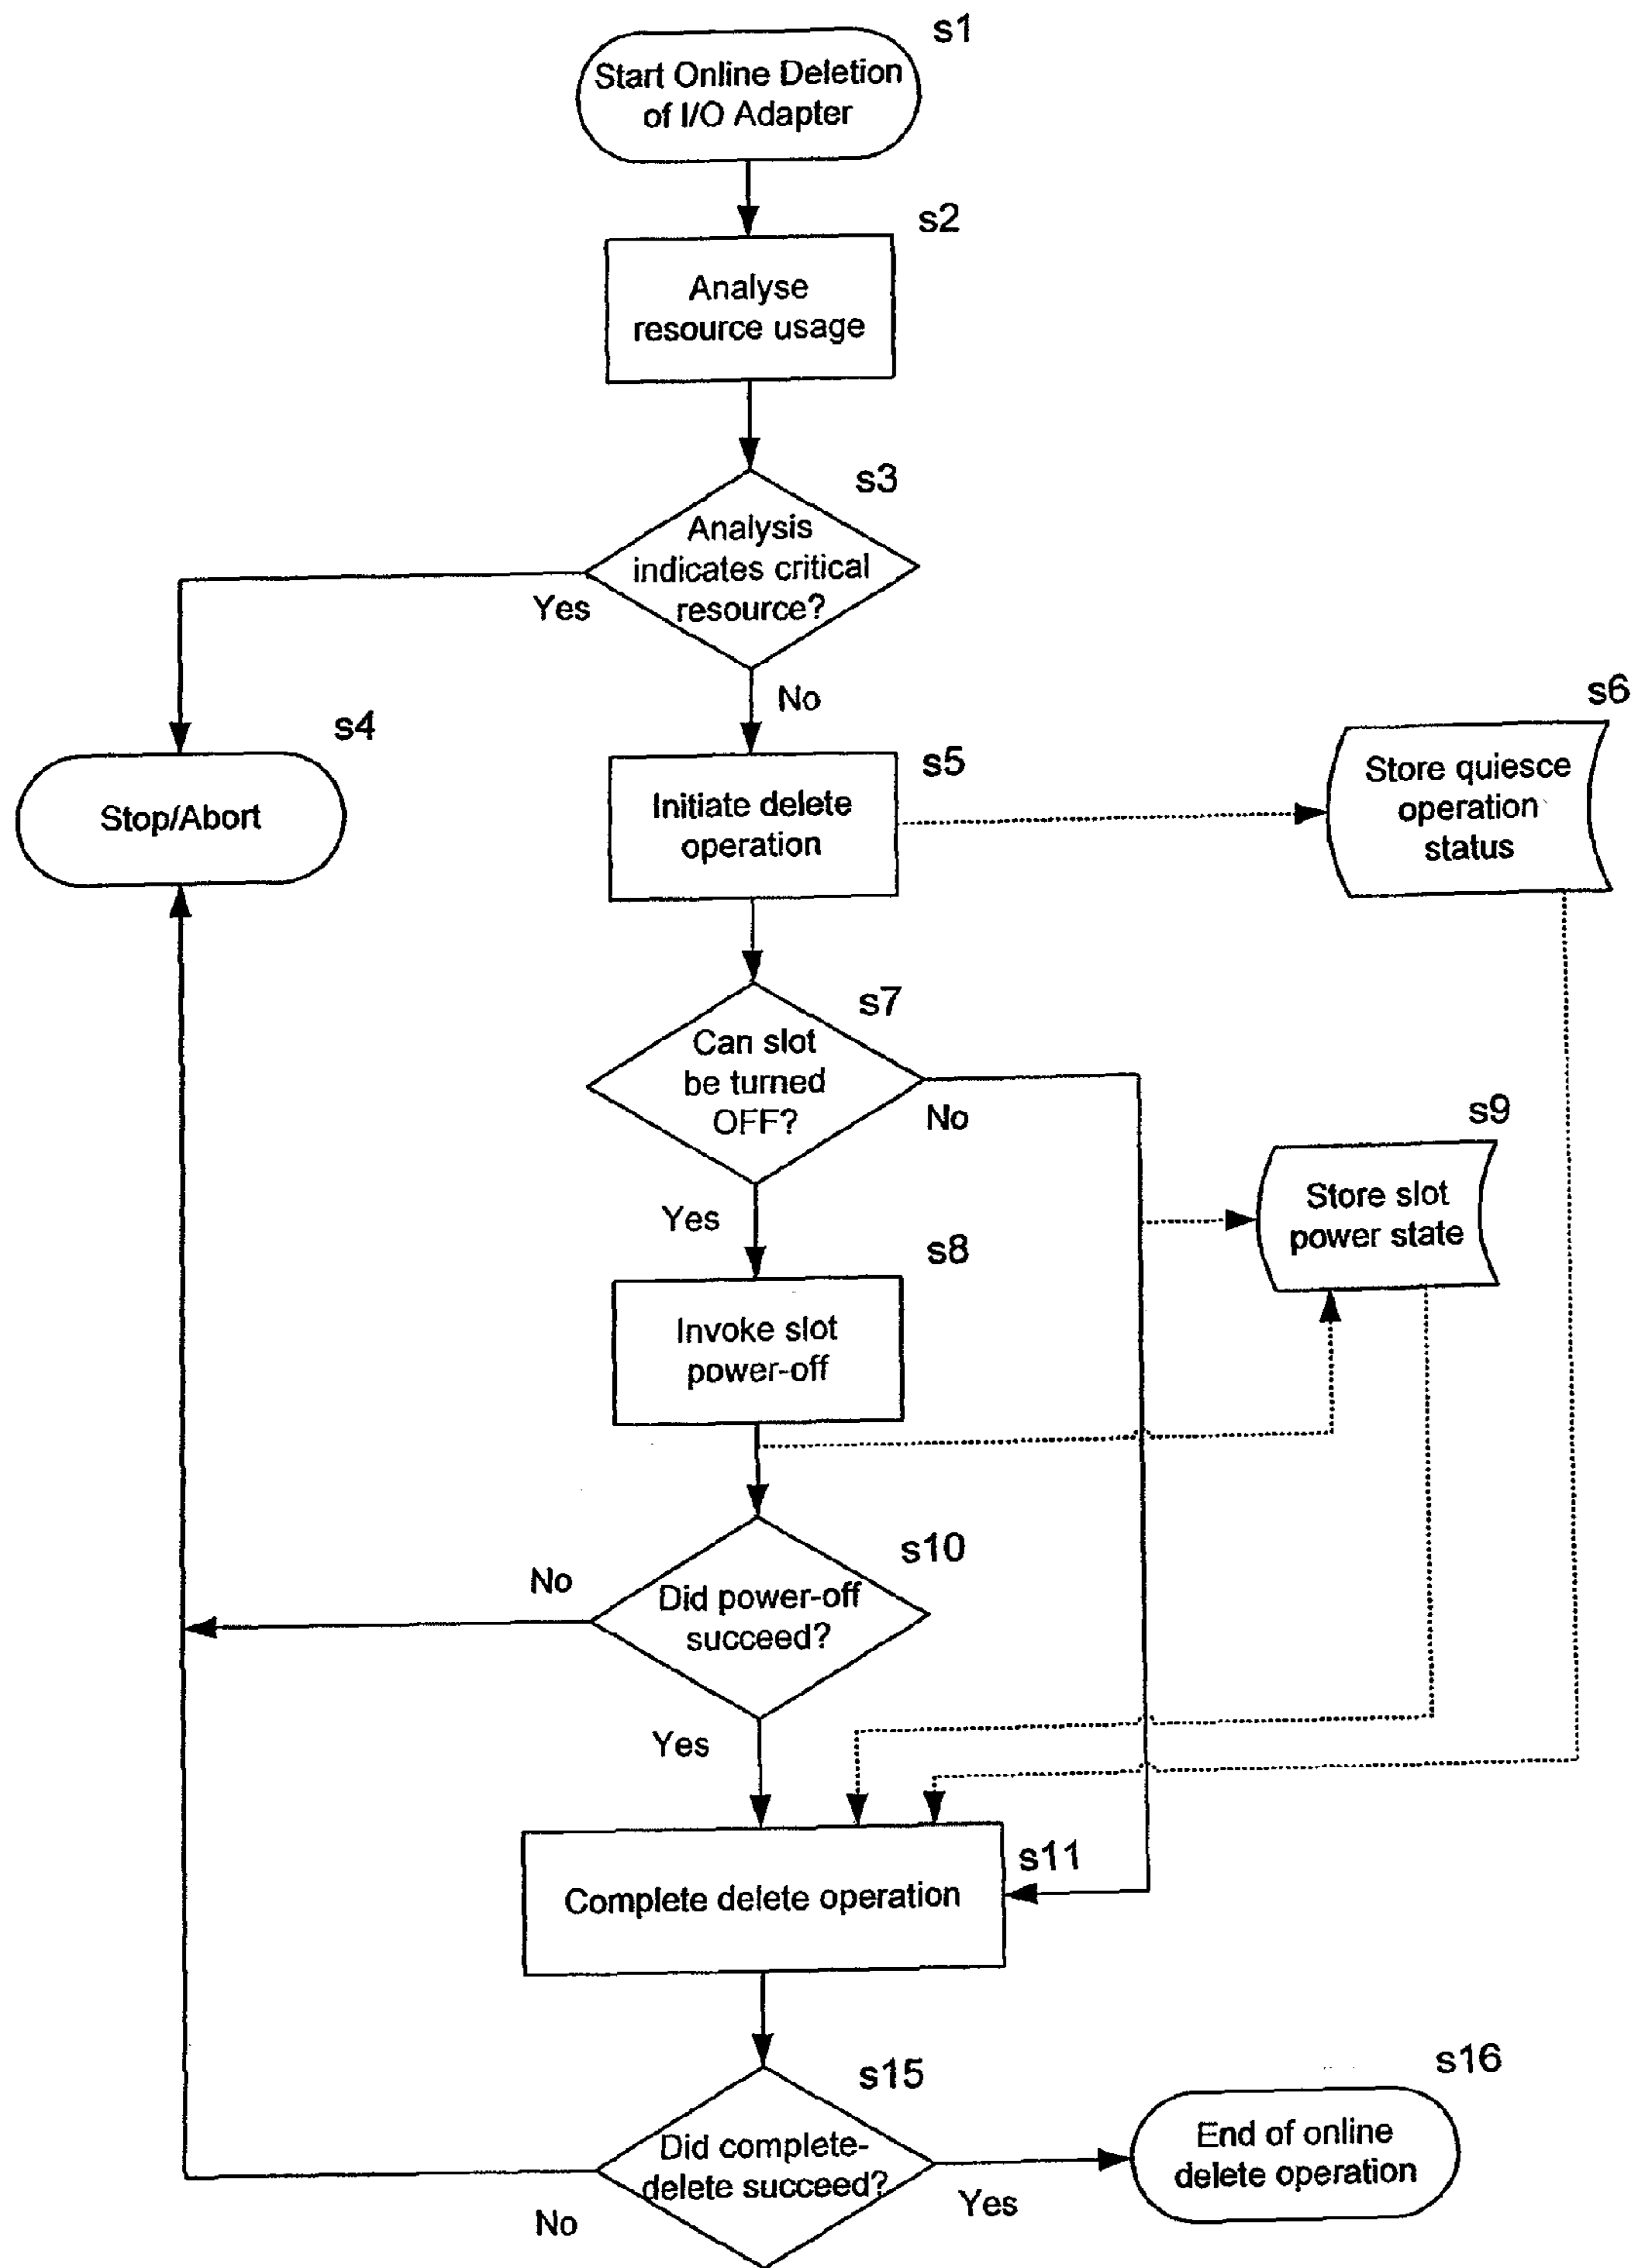 s1
Start Online Deletion
of I/O Adapter
s2
Analyse
resource usage
s3
Analysis
indicates critical
resource?
Yes
No
s4
Stop/Abort
s5
Initiate delete
operation
s6
Store quiesce
operation
status
s7
Can slot
be turned
OFF?
No
Yes
s8
Invoke slot
power-off
s9
Store slot
power state
s10
Did power-off
succeed?
No
Yes
s11
Complete delete operation
s15
Did complete-
delete succeed?
No
Yes
s16
End of online
delete operation